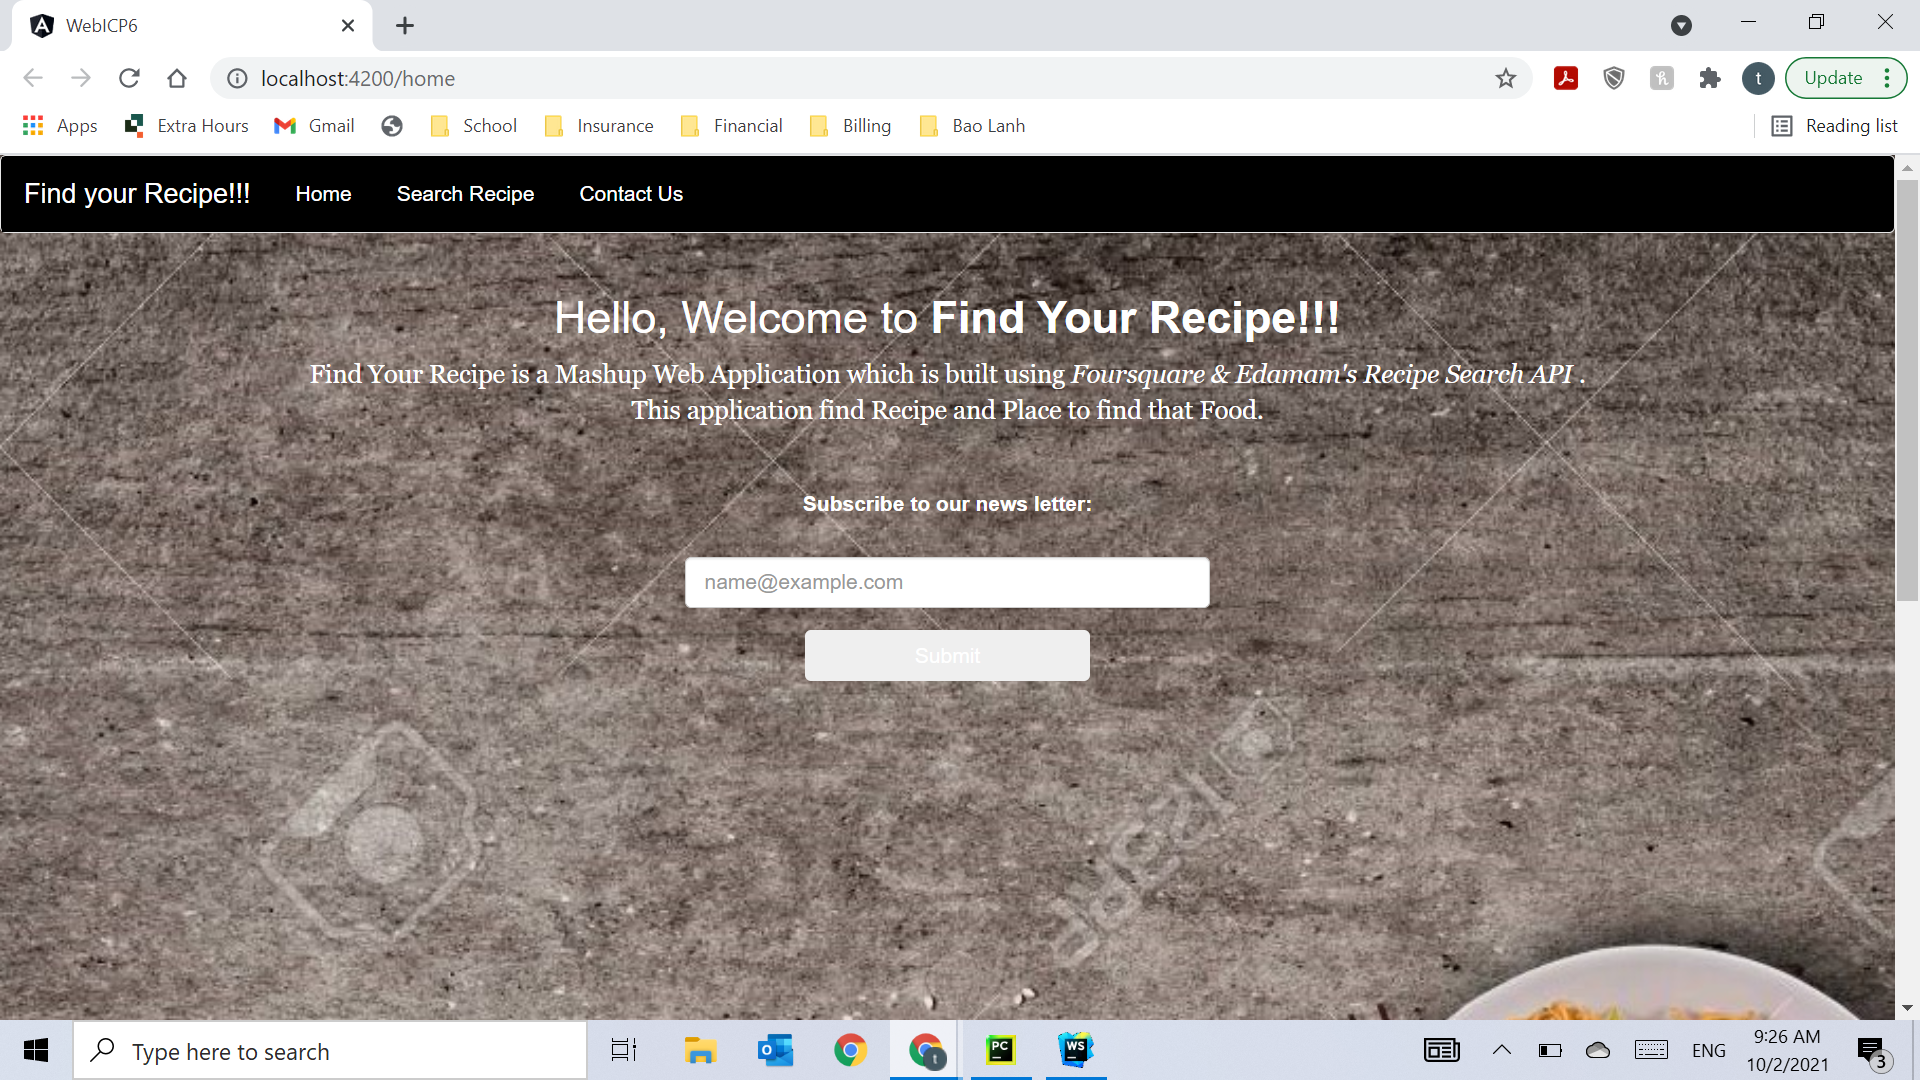 WebICP6
localhost:4200/home
t
Update
Apps
Extra Hours
Gmail
School
Insurance
Financial
Billing
Bao Lanh
Reading list
Find your Recipe!!!
Home
Search Recipe
Contact Us
Hello, Welcome to Find Your Recipe!!!
Find Your Recipe is a Mashup Web Application which is built using Foursquare & Edamam's Recipe Search API .
This application find Recipe and Place to find that Food.
Subscribe to our news letter:
name@example.com
Submit
Type here to search
t
PC
WS
ENG
9:26 AM
10/2/2021
3